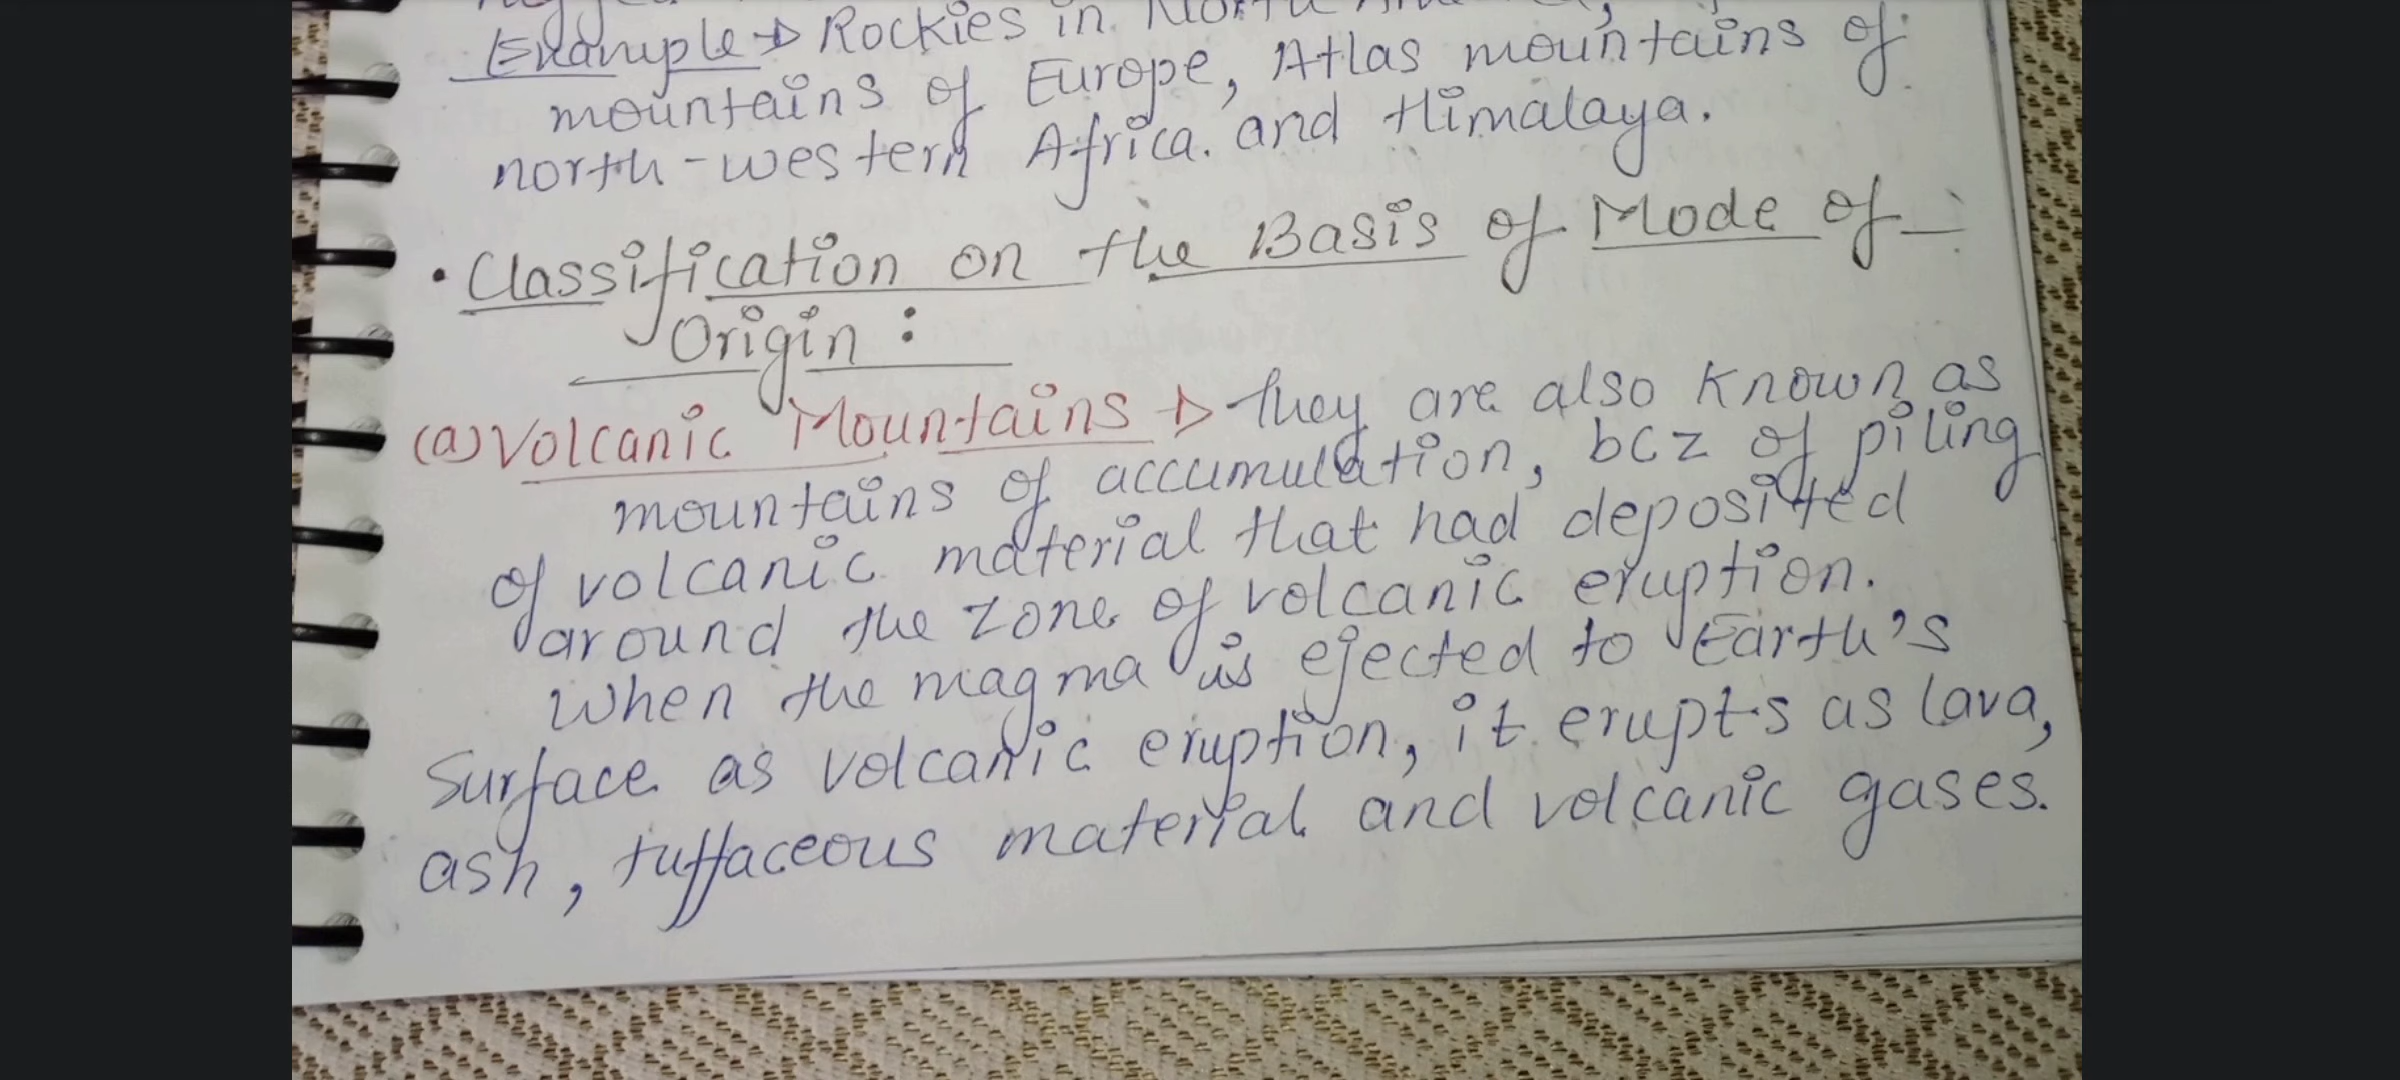 Example → Rockies in North
mountains of Europe, Atlas mountains of
north-western Africa. and Himalaya.
• Classification on the Basis of Mode of -
Origin :
(a) Volcanic Mountains → They are also known as
mountains of accumulation, bcz of piling
of volcanic material that had deposited
around the zone of volcanic eruption.
When the magma is ejected to Earth's
Surface as volcanic eruption, it erupts as lava,
ash, tuffaceous material and volcanic gases.